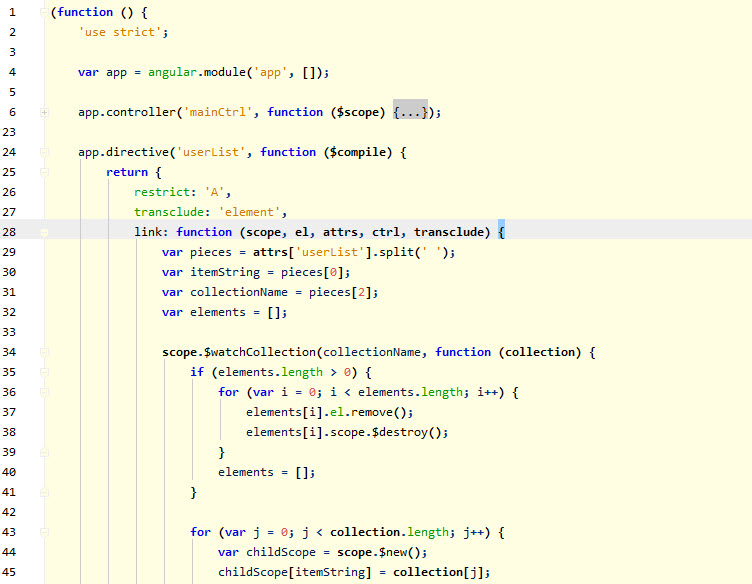 1 (function () {
2 'use strict';
3
4 var app = angular.module('app', []);
5
6 app.controller('mainCtrl', function ($scope) {...});
23
24 app.directive('userList', function ($compile) {
25 return {
26 restrict: 'A',
27 transclude: 'element',
28 link: function (scope, el, attrs, ctrl, transclude) {
29 var pieces = attrs['userList'].split(' ');
30 var itemString = pieces[0];
31 var collectionName = pieces[2];
32 var elements = [];
33
34 scope.$watchCollection(collectionName, function (collection) {
35 if (elements.length > 0) {
36 for (var i = 0; i < elements.length; i++) {
37 elements[i].el.remove();
38 elements[i].scope.$destroy();
39 }
40 elements = [];
41 }
42
43 for (var j = 0; j < collection.length; j++) {
44 var childScope = scope.$new();
45 childScope[itemString] = collection[j];